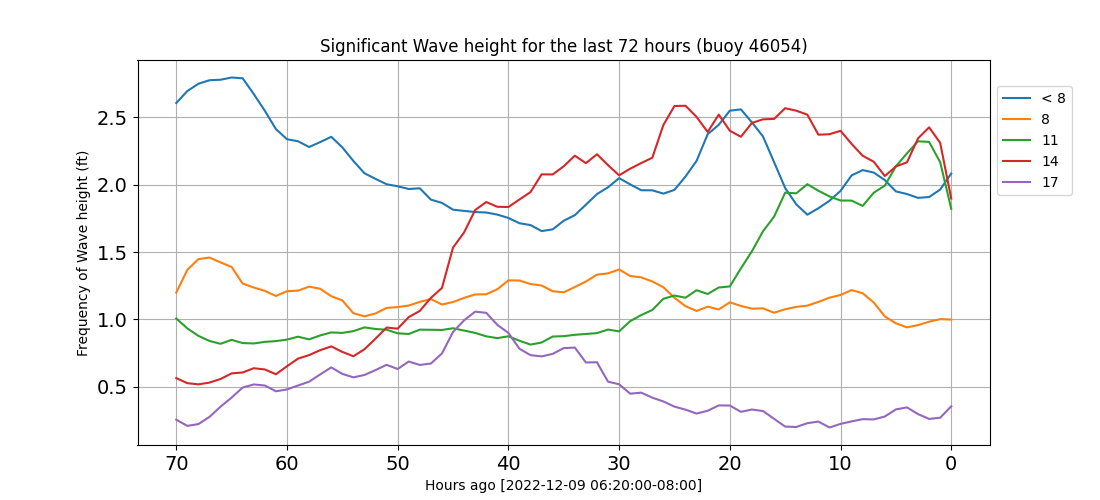 Significant Wave height for the last 72 hours (buoy 46054)
Frequency of Wave height (ft)
2.5
2.0
1.5
1.0
0.5
70 60 50 40 30 20 10 0
Hours ago [2022-12-09 06:20:00-08:00]
< 8
8
11
14
17